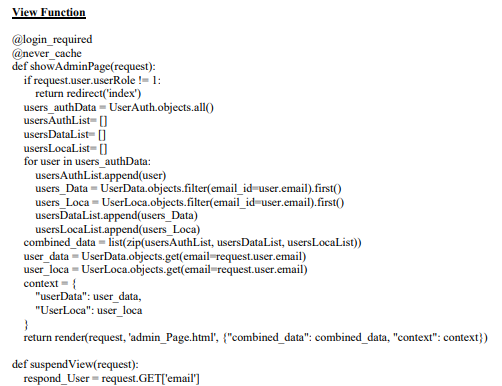 View Function
@login_required
@never_cache
def showAdminPage(request):
if request.user.userRole != 1:
return redirect('index')
users_authData = UserAuth.objects.all()
usersAuthList= []
usersDataList= []
usersLocaList= []
for user in users_authData:
usersAuthList.append(user)
users_Data = UserData.objects.filter(email_id=user.email).first()
users_Loca = UserLoca.objects.filter(email_id=user.email).first()
usersDataList.append(users_Data)
usersLocaList.append(users_Loca)
combined_data = list(zip(usersAuthList, usersDataList, usersLocaList))
user_data = UserData.objects.get(email=request.user.email)
user_loca = UserLoca.objects.get(email=request.user.email)
context = {
"userData": user_data,
"UserLoca": user_loca
}
return render(request, 'admin_Page.html', {"combined_data": combined_data, "context": context})
def suspendView(request):
respond_User = request.GET['email']